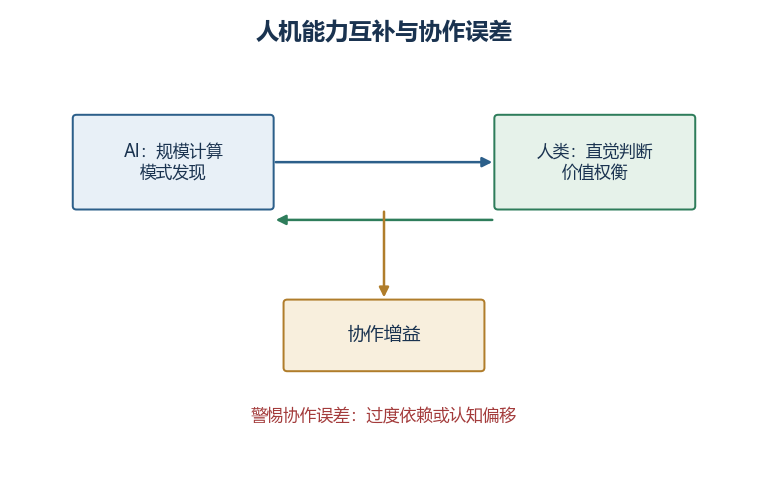 人机能力互补与协作误差
AI：规模计算
模式发现
人类：直觉判断
价值权衡
协作增益
警惕协作误差：过度依赖或认知偏移